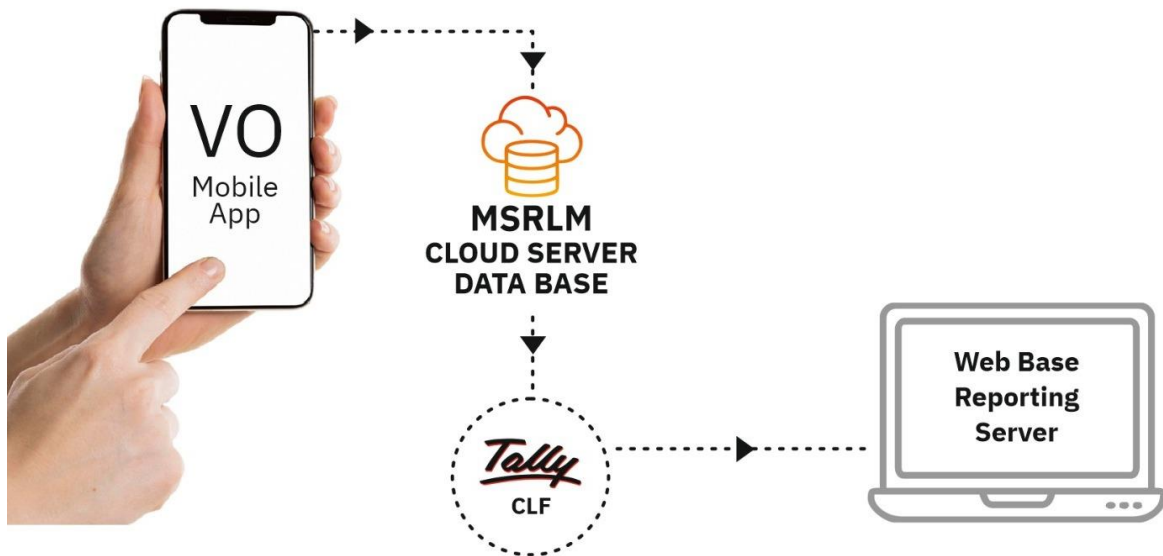 VO
Mobile
App
MSRLM
CLOUD SERVER
DATA BASE
Tally
CLF
Web Base
Reporting
Server